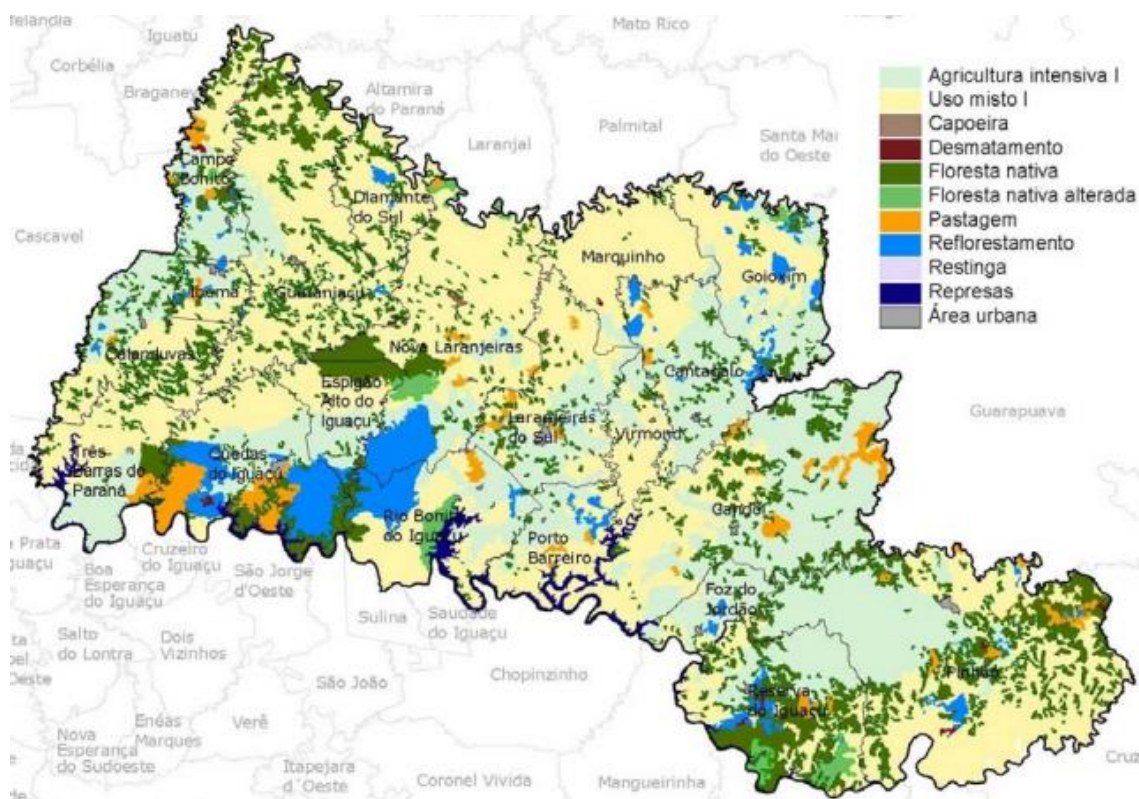 Iguatu
Mato Rico
Corbélia
Braganey
Altamira
do Paraná
Laranjal
Palmital
do Oeste
Agricultura intensiva I
Uso misto I
Capoeira
Desmatamento
Floresta nativa
Floresta nativa alterada
Pastagem
Reflorestamento
Restinga
Represas
Área urbana
Campo
Bonito
Diamante
do Sul
Cascavel
Marquinho
Goioxim
Ibema
Guaraniaçu
Nova Laranjeiras
Catanduvas
Cantagalo
Espigão
Alto do
Iguaçu
Laranjeiras
do Sul
Virmond
Guarapuava
Três
Barras do
Paraná
Quedas
do Iguaçu
Candói
Rio Bonito
do Iguaçu
Porto
Barreiro
Prata
Cruzeiro
do Iguaçu
Boa
Esperança
do Iguaçu
São Jorge
d'Oeste
Foz do
Jordão
Sulina
Saudade
do Iguaçu
Salto
do Lontra
Dois
Vizinhos
Chopinzinho
Pinhão
São João
Reserva
do Iguaçu
Enéas
Marques
Verê
Nova
Esperança
do Sudoeste
Itapejara
d'Oeste
Coronel Vivida
Mangueirinha
Cruz